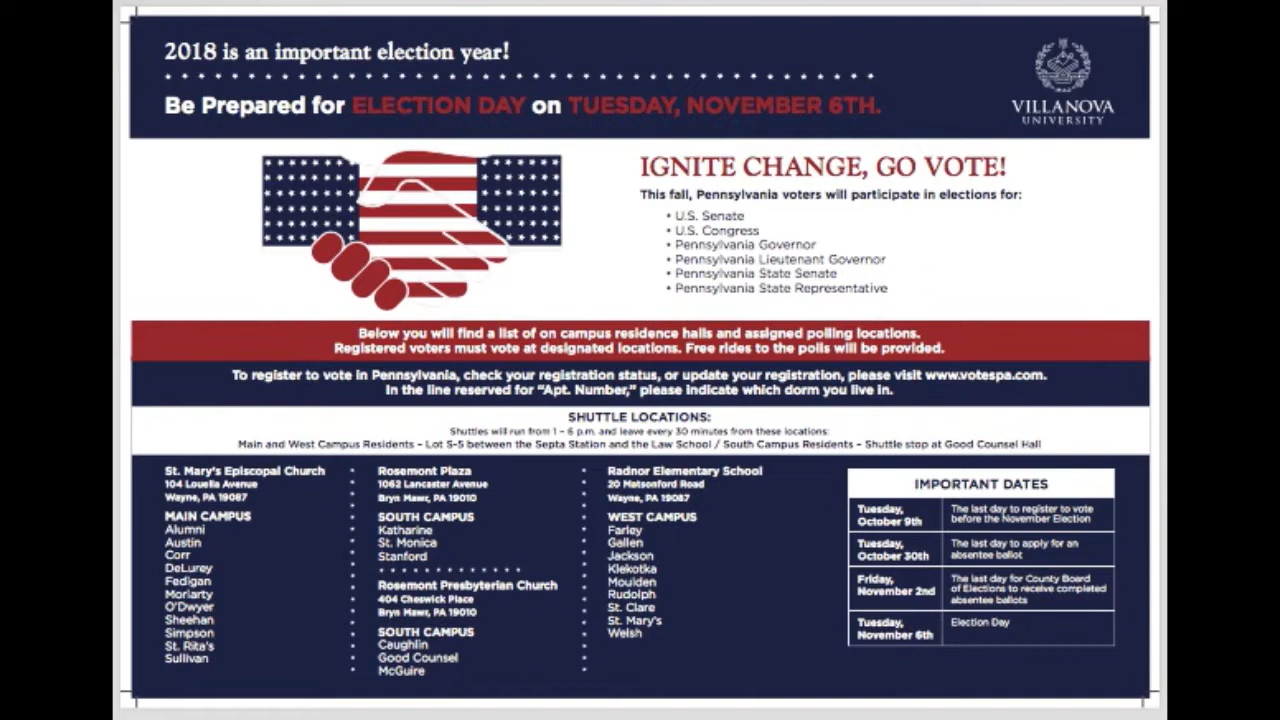 2018 is an important election year!
Be Prepared for ELECTION DAY on TUESDAY, NOVEMBER 6TH.
VILLANOVA
UNIVERSITY
IGNITE CHANGE, GO VOTE!
This fall, Pennsylvania voters will participate in elections for:
• U.S. Senate
• U.S. Congress
• Pennsylvania Governor
• Pennsylvania Lieutenant Governor
• Pennsylvania State Senate
• Pennsylvania State Representative
Below you will find a list of on campus residence halls and assigned polling locations.
Registered voters must vote at designated locations. Free rides to the polls will be provided.
To register to vote in Pennsylvania, check your registration status, or update your registration, please visit www.votespa.com.
In the line reserved for “Apt. Number,” please indicate which dorm you live in.
SHUTTLE LOCATIONS:
Shuttles will run from 1 – 6 p.m. and leave every 30 minutes from these locations:
Main and West Campus Residents – Lot S-5 between the Septa Station and the Law School / South Campus Residents – Shuttle stop at Good Counsel Hall
St. Mary's Episcopal Church
104 Louella Avenue
Wayne, PA 19087
MAIN CAMPUS
Alumni
Austin
Corr
DeLurey
Fedigan
Moriarty
O'Dwyer
Sheehan
Simpson
St. Rita's
Sullivan
Rosemont Plaza
1062 Lancaster Avenue
Bryn Mawr, PA 19010
SOUTH CAMPUS
Katharine
St. Monica
Stanford
Rosemont Presbyterian Church
404 Cheswick Place
Bryn Mawr, PA 19010
SOUTH CAMPUS
Caughlin
Good Counsel
McGuire
Radnor Elementary School
20 Matsonford Road
Wayne, PA 19087
WEST CAMPUS
Farley
Gallen
Jackson
Klekotka
Moulden
Rudolph
St. Clare
St. Mary's
Welsh
IMPORTANT DATES
Tuesday,
October 9th
The last day to register to vote
before the November Election
Tuesday,
October 30th
The last day to apply for an
absentee ballot
Friday,
November 2nd
The last day for County Board
of Elections to receive completed
absentee ballots
Tuesday,
November 6th
Election Day